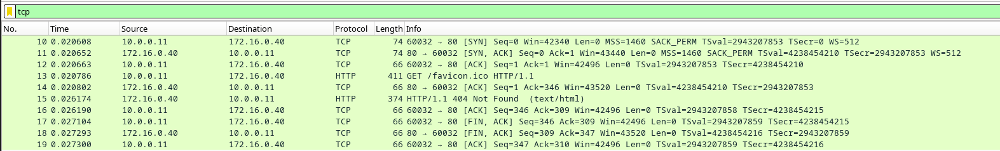 tcp
No. Time Source Destination Protocol Length Info
10 0.020608 10.0.0.11 172.16.0.40 TCP 74 60032 → 80 [SYN] Seq=0 Win=42340 Len=0 MSS=1460 SACK_PERM TSval=2943207853 TSecr=0 WS=512
11 0.020652 172.16.0.40 10.0.0.11 TCP 74 80 → 60032 [SYN, ACK] Seq=0 Ack=1 Win=43440 Len=0 MSS=1460 SACK_PERM TSval=4238454210 TSecr=2943207853 WS=512
12 0.020663 10.0.0.11 172.16.0.40 TCP 66 60032 → 80 [ACK] Seq=1 Ack=1 Win=42496 Len=0 TSval=2943207853 TSecr=4238454210
13 0.020786 10.0.0.11 172.16.0.40 HTTP 411 GET /favicon.ico HTTP/1.1
14 0.020802 172.16.0.40 10.0.0.11 TCP 66 80 → 60032 [ACK] Seq=1 Ack=346 Win=43520 Len=0 TSval=4238454210 TSecr=2943207853
15 0.026174 172.16.0.40 10.0.0.11 HTTP 374 HTTP/1.1 404 Not Found (text/html)
16 0.026190 10.0.0.11 172.16.0.40 TCP 66 60032 → 80 [ACK] Seq=346 Ack=309 Win=42496 Len=0 TSval=2943207858 TSecr=4238454215
17 0.027104 10.0.0.11 172.16.0.40 TCP 66 60032 → 80 [FIN, ACK] Seq=346 Ack=309 Win=42496 Len=0 TSval=2943207859 TSecr=4238454215
18 0.027293 172.16.0.40 10.0.0.11 TCP 66 80 → 60032 [FIN, ACK] Seq=309 Ack=347 Win=43520 Len=0 TSval=4238454216 TSecr=2943207859
19 0.027300 10.0.0.11 172.16.0.40 TCP 66 60032 → 80 [ACK] Seq=347 Ack=310 Win=42496 Len=0 TSval=2943207859 TSecr=4238454216